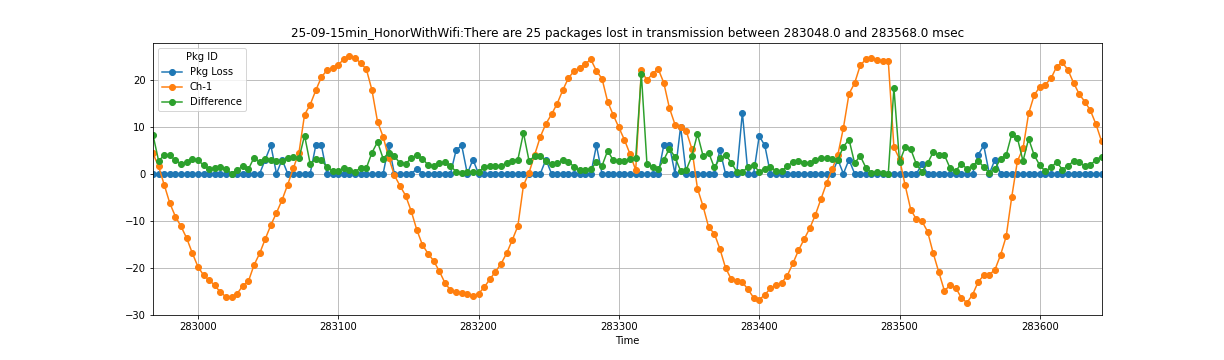 25-09-15min_HonorWithWifi:There are 25 packages lost in transmission between 283048.0 and 283568.0 msec
Pkg ID
Pkg Loss
Ch-1
Difference
20
10
0
−10
−20
−30
283000 283100 283200 283300 283400 283500 283600
Time